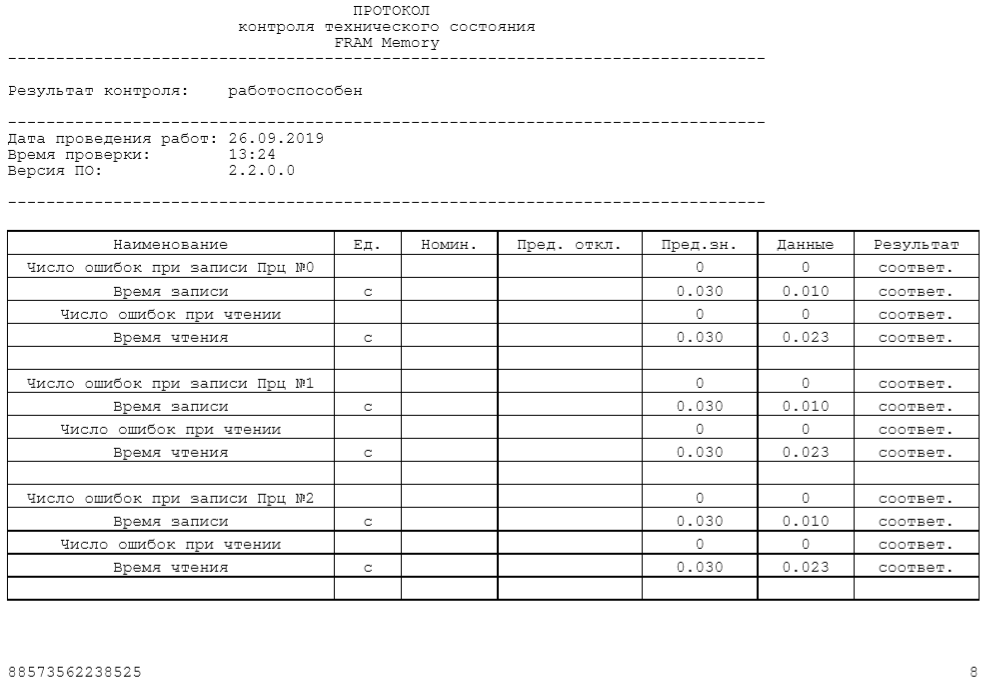 ПРОТОКОЛ
контроля технического состояния
FRAM Memory
-------------------------------------------------------------------------------
Результат контроля: работоспособен
-------------------------------------------------------------------------------
Дата проведения работ: 26.09.2019
Время проверки: 13:24
Версия ПО: 2.2.0.0
-------------------------------------------------------------------------------
Наименование Ед. Номин. Пред. откл. Пред.зн. Данные Результат
Число ошибок при записи Прц №0 0 0 соответ.
Время записи с 0.030 0.010 соответ.
Число ошибок при чтении 0 0 соответ.
Время чтения с 0.030 0.023 соответ.
Число ошибок при записи Прц №1 0 0 соответ.
Время записи с 0.030 0.010 соответ.
Число ошибок при чтении 0 0 соответ.
Время чтения с 0.030 0.023 соответ.
Число ошибок при записи Прц №2 0 0 соответ.
Время записи с 0.030 0.010 соответ.
Число ошибок при чтении 0 0 соответ.
Время чтения с 0.030 0.023 соответ.
88573562238525 8